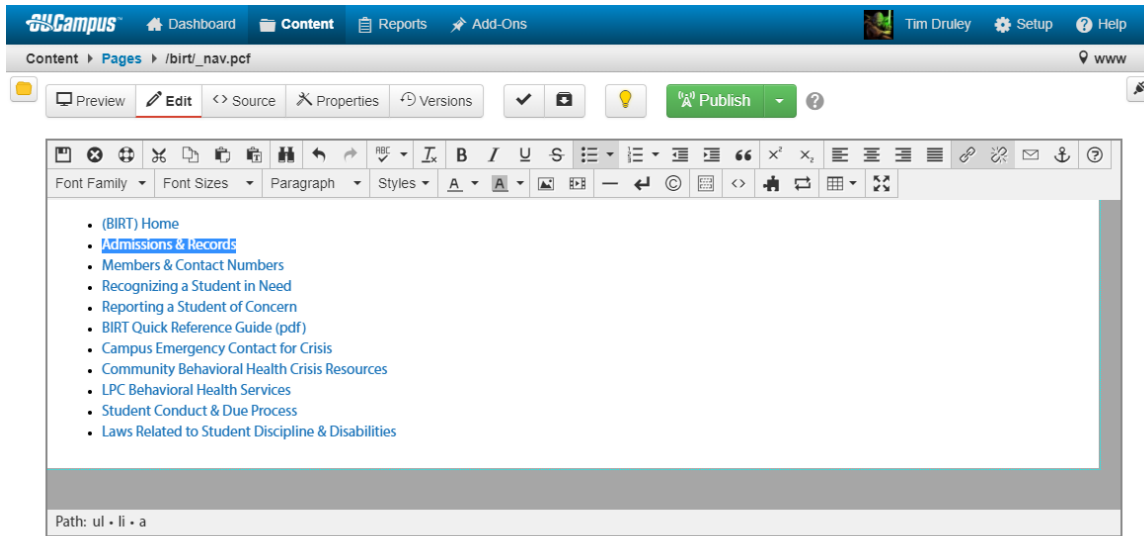 OU Campus Dashboard Content Reports Add-Ons Tim Druley Setup Help
Content Pages /birt/_nav.pcf www
Preview Edit Source Properties Versions Publish
ABC B I U S
Font Family Font Sizes Paragraph Styles A A
(BIRT) Home
Admissions & Records
Members & Contact Numbers
Recognizing a Student in Need
Reporting a Student of Concern
BIRT Quick Reference Guide (pdf)
Campus Emergency Contact for Crisis
Community Behavioral Health Crisis Resources
LPC Behavioral Health Services
Student Conduct & Due Process
Laws Related to Student Discipline & Disabilities
Path: ul • li • a